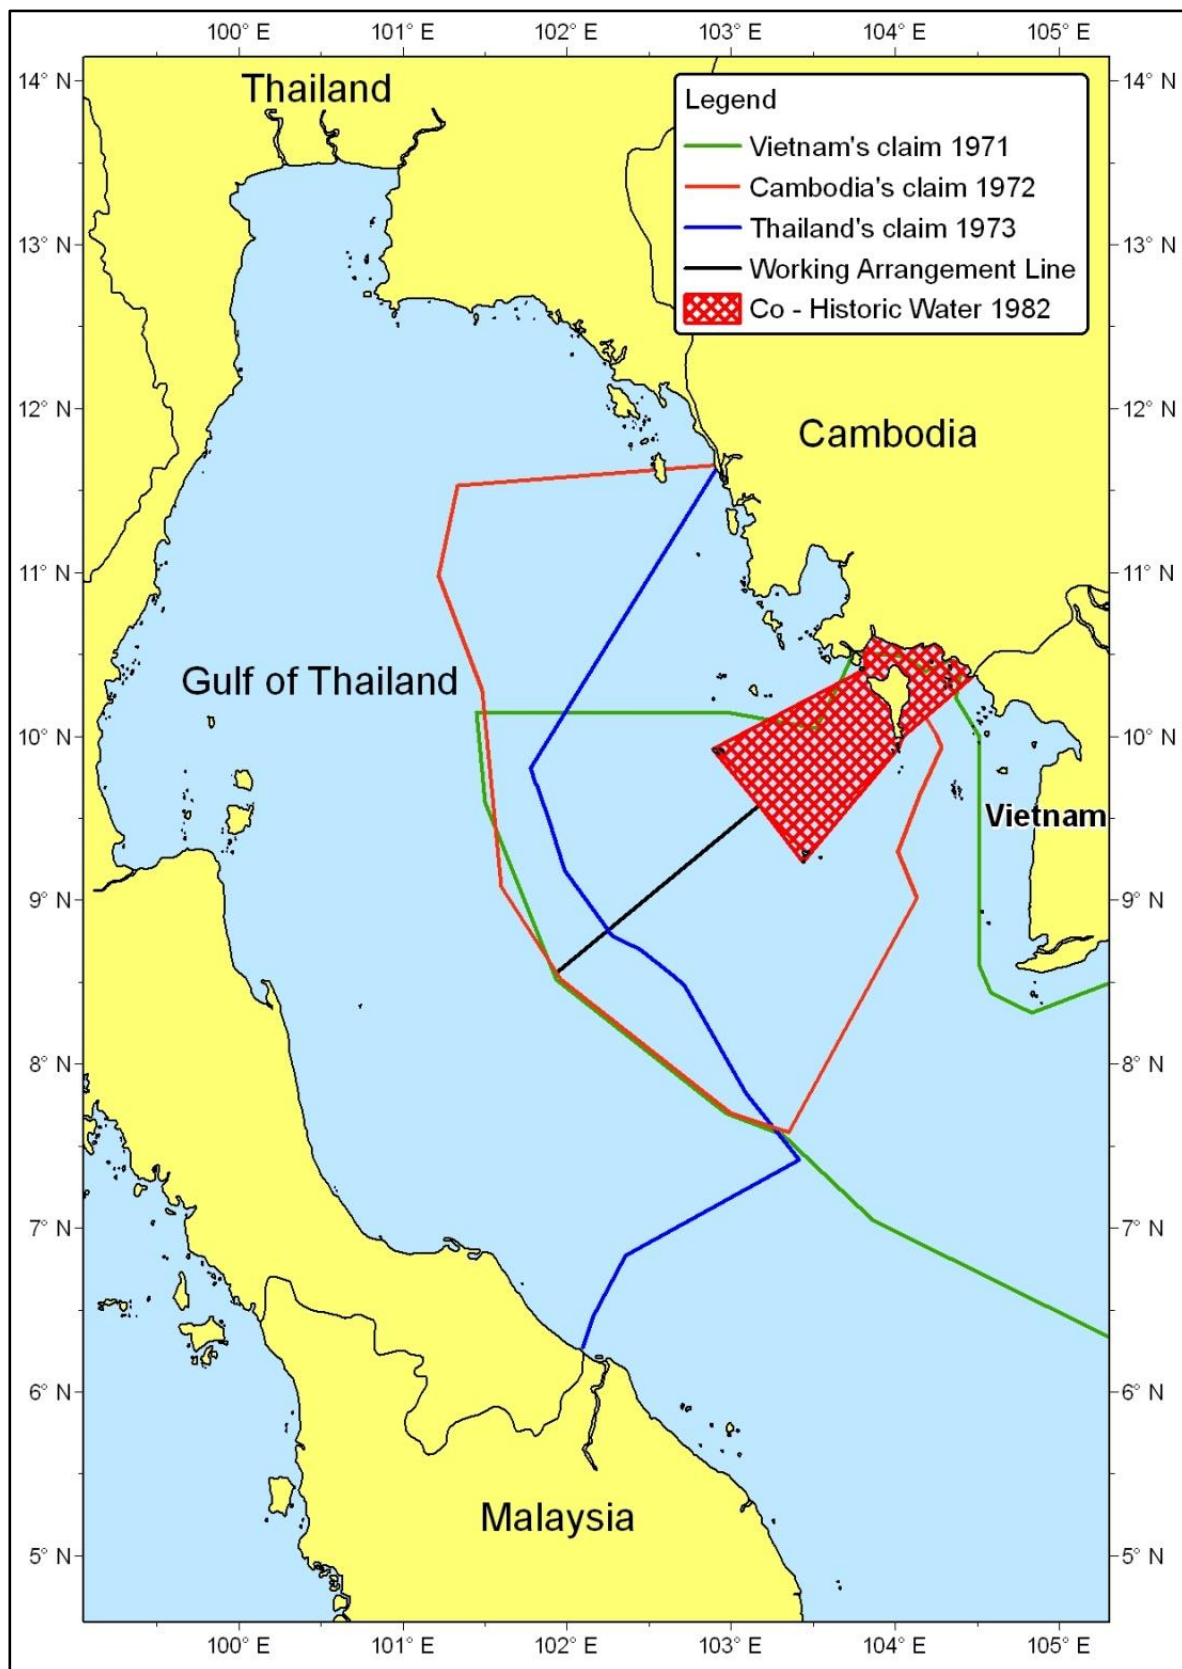 100° E 101° E 102° E 103° E 104° E 105° E
14° N 14° N
Thailand
Legend
Vietnam's claim 1971
Cambodia's claim 1972
Thailand's claim 1973
Working Arrangement Line
Co - Historic Water 1982
13° N 13° N
12° N 12° N
Cambodia
11° N 11° N
Gulf of Thailand
10° N 10° N
Vietnam
9° N 9° N
8° N 8° N
7° N 7° N
6° N 6° N
Malaysia
5° N 5° N
100° E 101° E 102° E 103° E 104° E 105° E